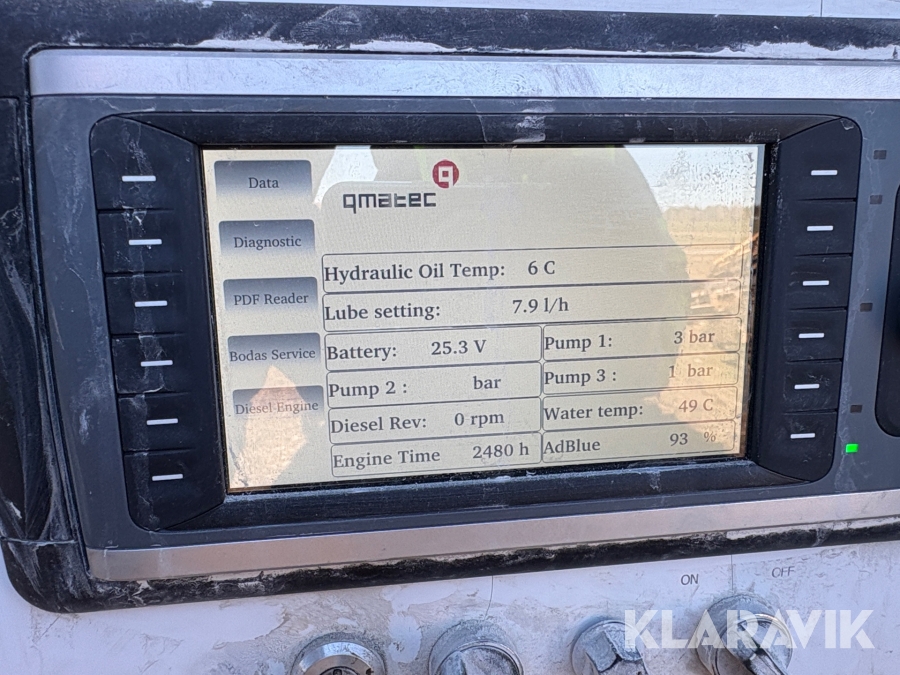 qmatec
Data
Diagnostic
PDF Reader
Bodas Service
Diesel Engine
Hydraulic Oil Temp: 6 C
Lube setting: 7.9 l/h
Battery: 25.3 V
Pump 1: 3 bar
Pump 2 : bar
Pump 3 : 1 bar
Diesel Rev: 0 rpm
Water temp: 49 C
Engine Time 2480 h
AdBlue 93 %
ON OFF
KLARAVIK